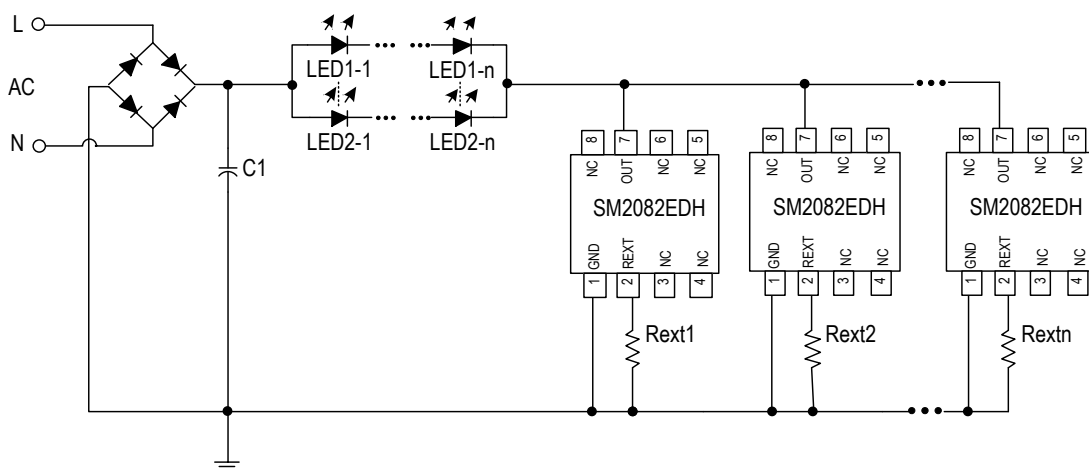 L
AC
N
C1
LED1-1
LED1-n
LED2-1
LED2-n
8 7 6 5
NC OUT NC NC
SM2082EDH
GND REXT NC NC
1 2 3 4
Rext1
8 7 6 5
NC OUT NC NC
SM2082EDH
GND REXT NC NC
1 2 3 4
Rext2
8 7 6 5
NC OUT NC NC
SM2082EDH
GND REXT NC NC
1 2 3 4
Rextn